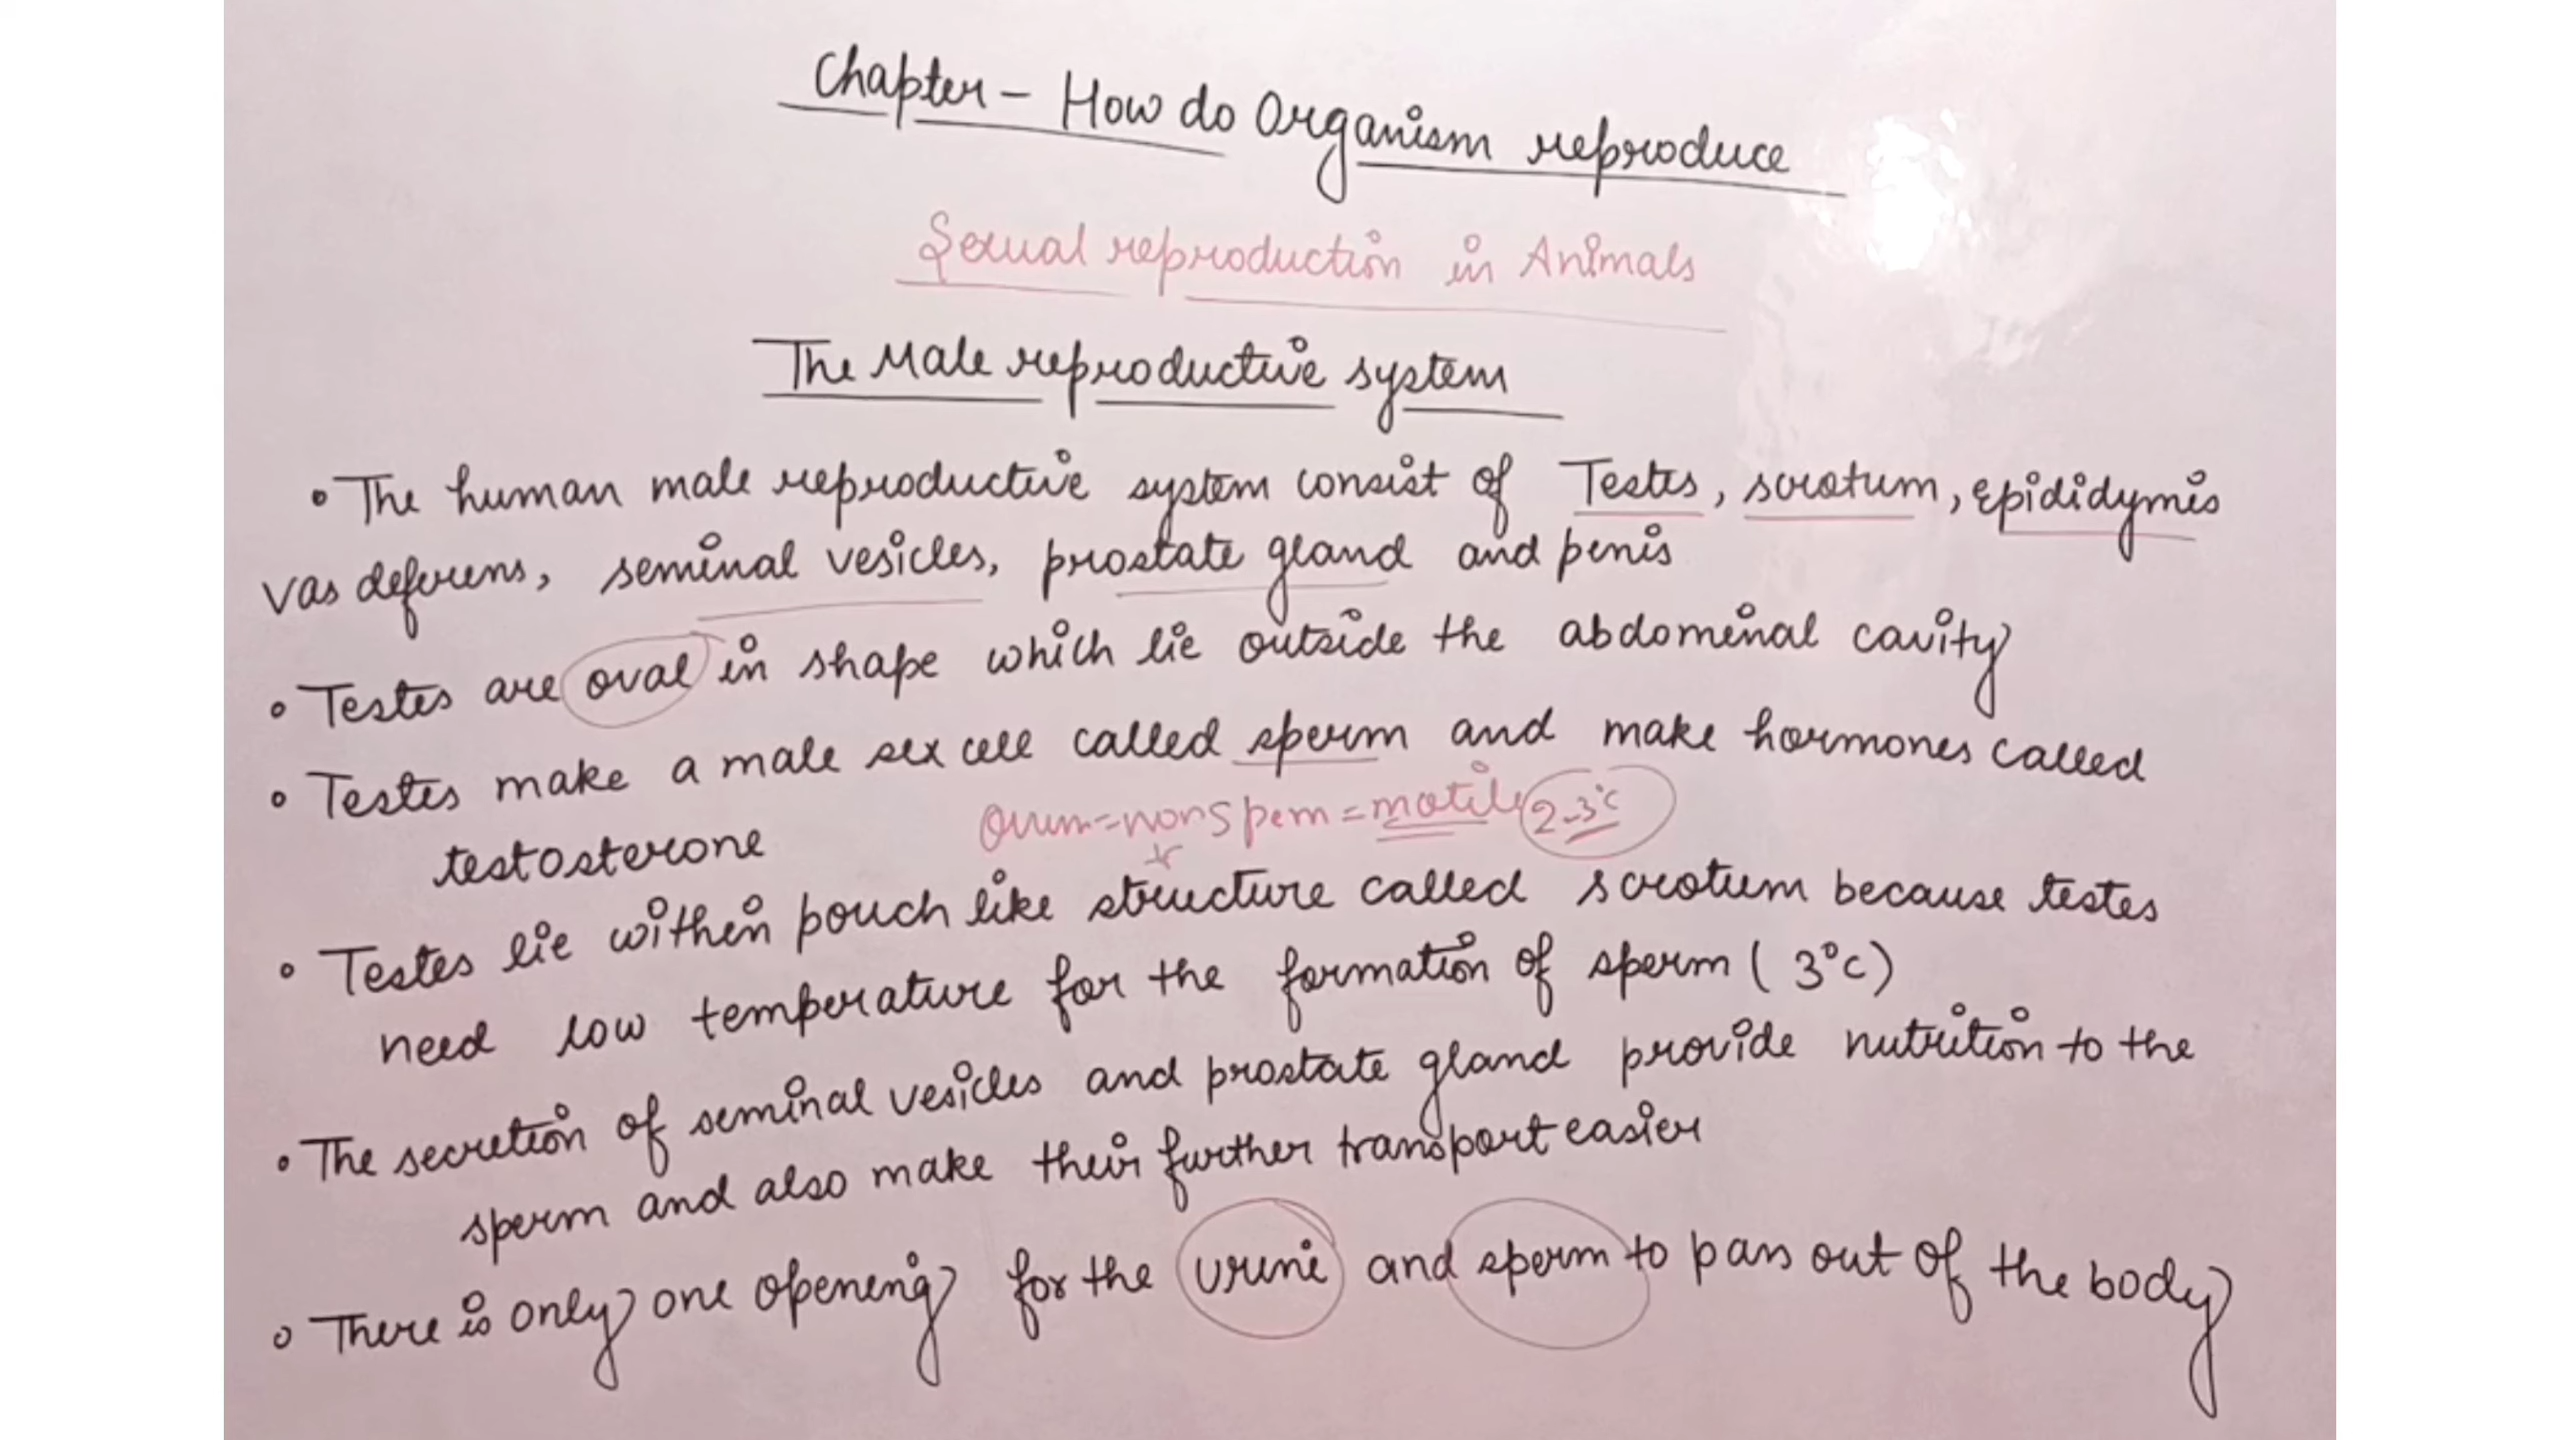 Chapter - How do Organism reproduce
Sexual reproduction in Animals
The Male reproductive system
• The human male reproductive system consist of Testes, scrotum, epididymis
vas deferens, seminal vesicles, prostate gland and penis
• Testes are oval in shape which lie outside the abdominal cavity
• Testes make a male sex cell called sperm and make hormones called
Ovum=non Sperm=motile 2-3°C
testosterone
• Testes lie within pouch like structure called scrotum because testes
need low temperature for the formation of sperm (3°C)
• The secretion of seminal vesicles and prostate gland provide nutrition to the
sperm and also make their further transport easier
• There is only one opening for the urine and sperm to pass out of the body